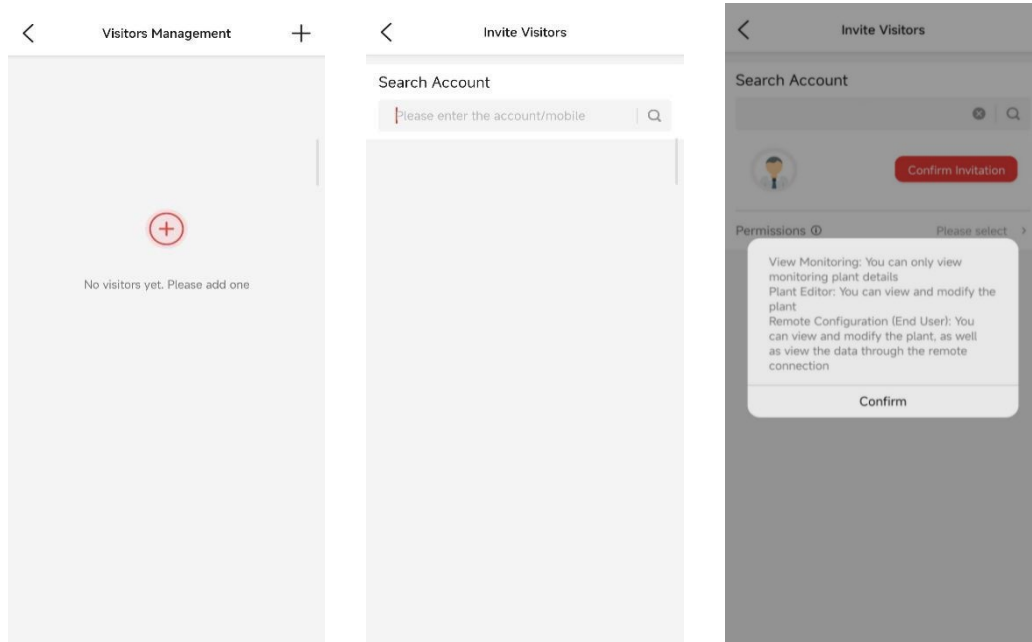 Visitors Management
No visitors yet. Please add one
Invite Visitors
Search Account
Please enter the account/mobile
Invite Visitors
Search Account
Confirm Invitation
Permissions
Please select
View Monitoring: You can only view
monitoring plant details
Plant Editor: You can view and modify the
plant
Remote Configuration (End User): You
can view and modify the plant, as well
as view the data through the remote
connection
Confirm